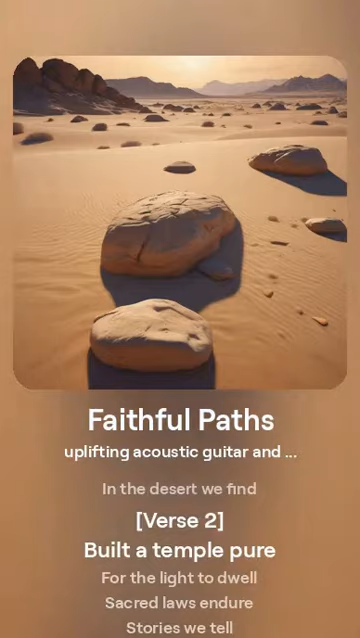 Faithful Paths
uplifting acoustic guitar and ...
In the desert we find
[Verse 2]
Built a temple pure
For the light to dwell
Sacred laws endure
Stories we tell